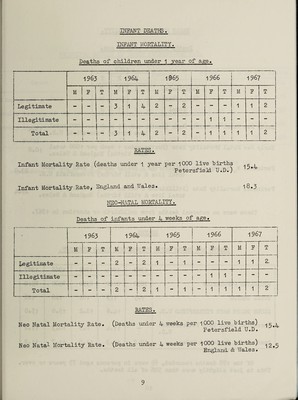 INFANT DEATHS.
INFANT MORTALITY.
Deaths of children under 1 year of age.
1963 1964 1965 1966 1967
M F T M F T M F T M F T M F T
Legitimate - - - 3 1 4 2 - 2 - - - 1 1 2
Illegitimate - - - - - - - - - - 1 1 - - -
Total - - - 3 1 4 2 - 2 - 1 1 1 1 2
RATES.
Infant Mortality Rate (deaths under 1 year per 1000 live births
Petersfield U.D.) 15.4
Infant Mortality Rate, England and Wales. 18.3
NEO-NATAL MORTALITY.
Deaths of infants under 4 weeks of age.
1963 1964 1965 1966 1967
M F T M F T M F T M F T M F T
Legitimate - - - 2 - 2 1 - 1 - - - 1 1 2
Illegitimate - - - - - - - - - - 1 1 - - -
Total - - - 2 - 2 1 - 1 - 1 1 1 1 2
RATES.
Neo Natal Mortality Rate. (Deaths under 4 weeks per 1000 live births) 15.4
Petersfield U.D.
Neo Natal Mortality Rate. (Deaths under 4 weeks per 1000 live births) 12.5
England & Wales.
9